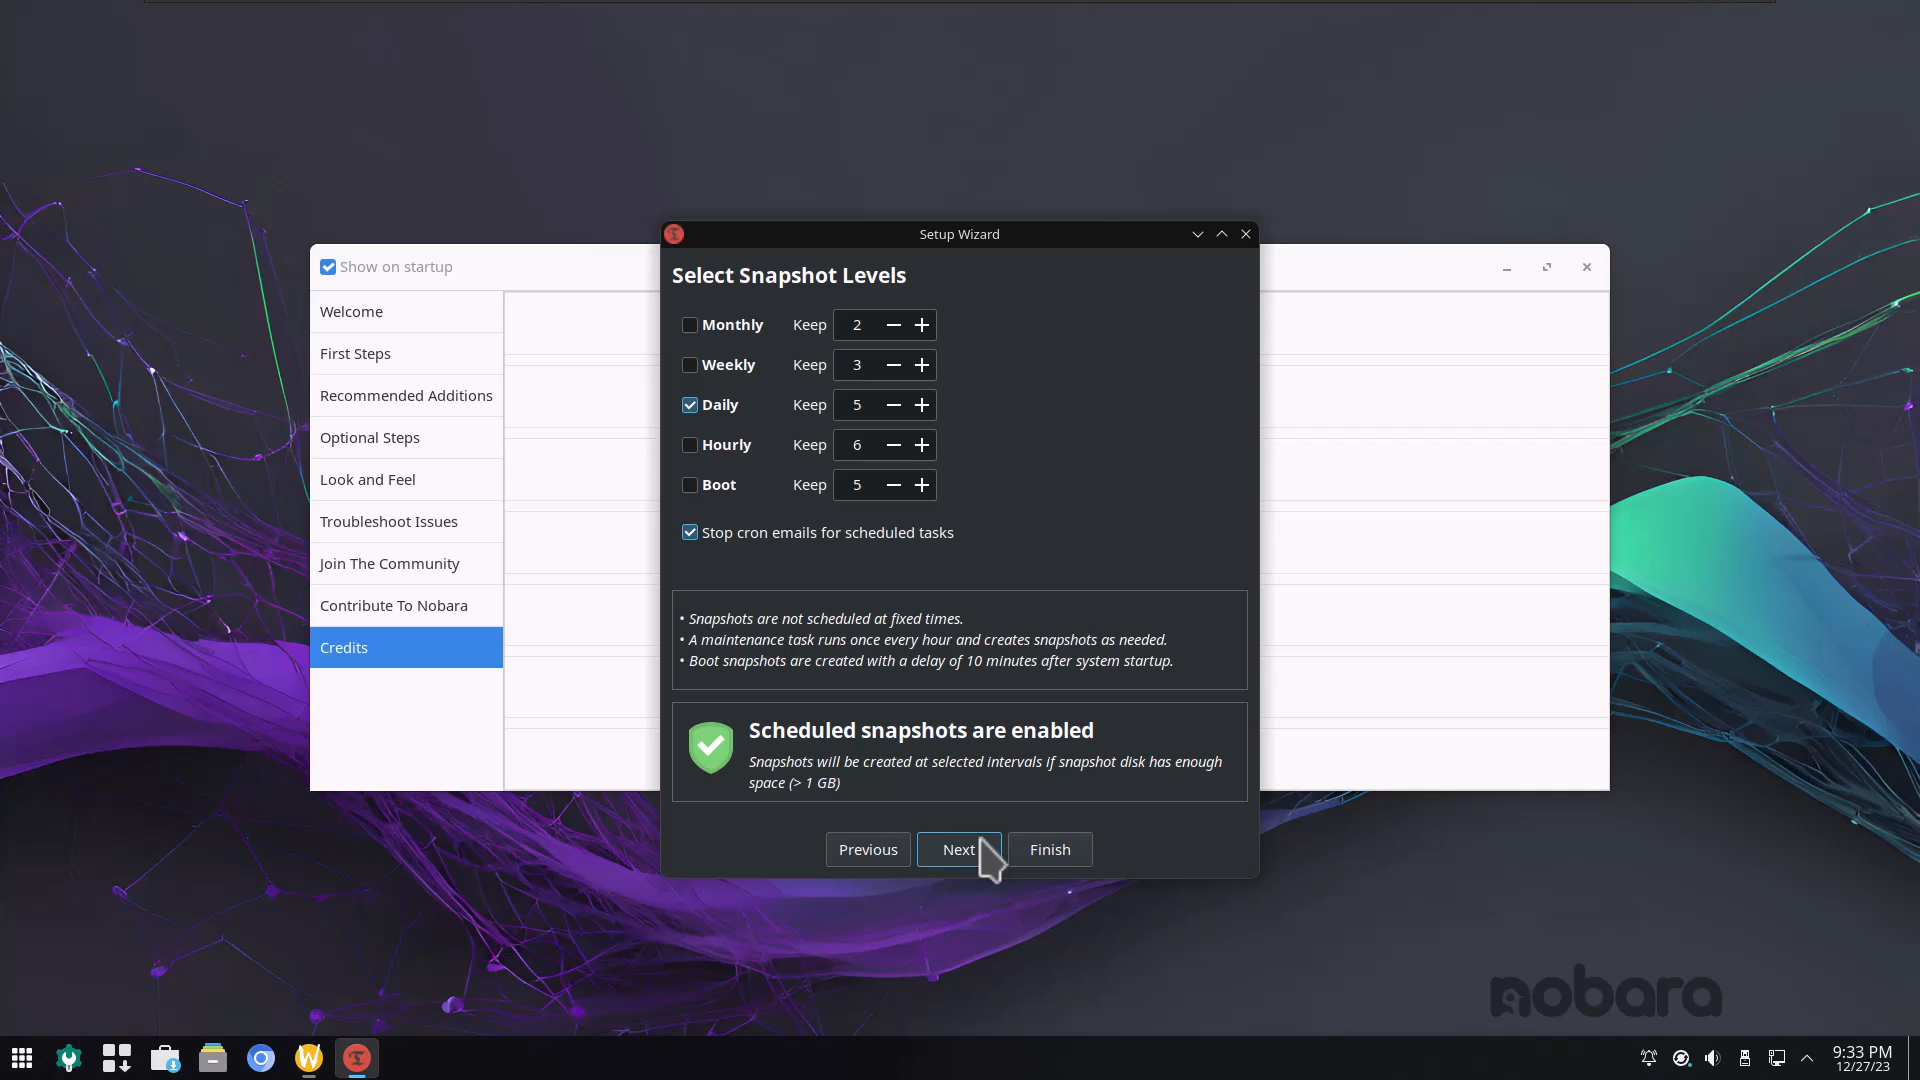 Setup Wizard
Show on startup
Welcome
First Steps
Recommended Additions
Optional Steps
Look and Feel
Troubleshoot Issues
Join The Community
Contribute To Nobara
Credits
Select Snapshot Levels
Monthly Keep 2
Weekly Keep 3
Daily Keep 5
Hourly Keep 6
Boot Keep 5
Stop cron emails for scheduled tasks
• Snapshots are not scheduled at fixed times.
• A maintenance task runs once every hour and creates snapshots as needed.
• Boot snapshots are created with a delay of 10 minutes after system startup.
Scheduled snapshots are enabled
Snapshots will be created at selected intervals if snapshot disk has enough
space (> 1 GB)
Previous Next Finish
nobara
9:33 PM
12/27/23